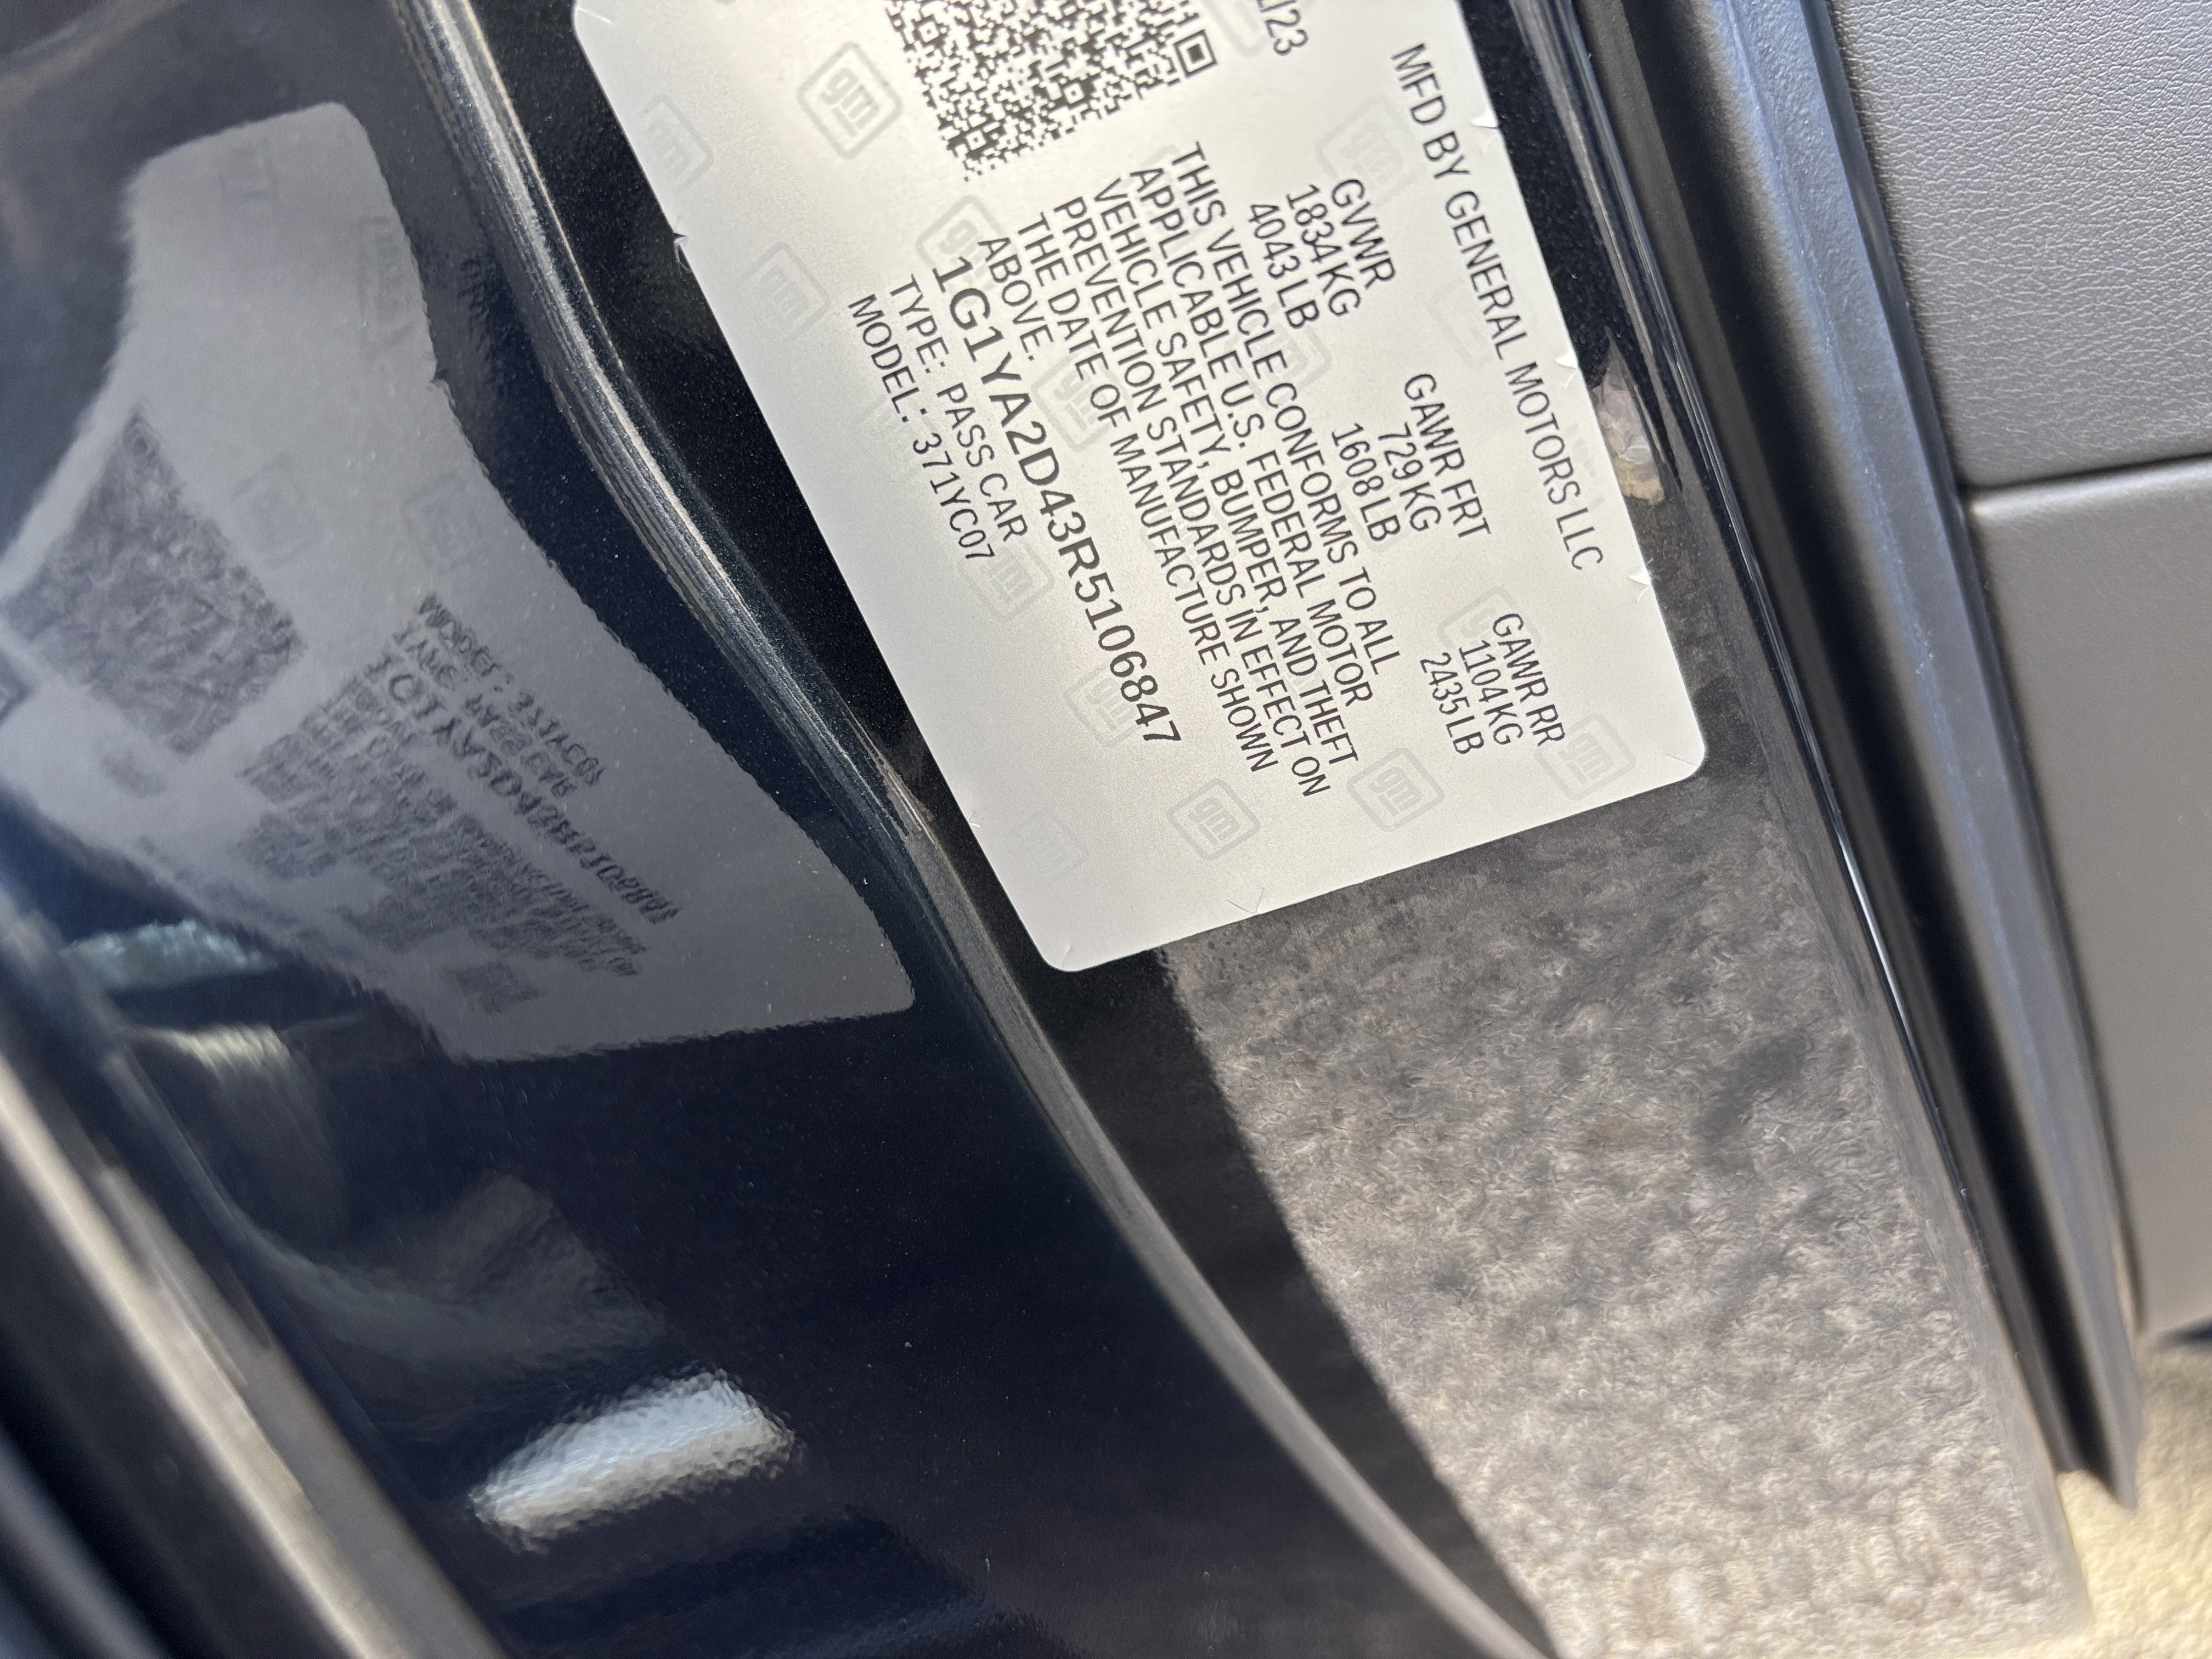 MFD BY GENERAL MOTORS LLC
/23
GVWR GAWR FRT GAWR RR
1834 KG 729 KG 1104 KG
4043 LB 1608 LB 2435 LB
THIS VEHICLE CONFORMS TO ALL
APPLICABLE U.S. FEDERAL MOTOR
VEHICLE SAFETY, BUMPER, AND THEFT
PREVENTION STANDARDS IN EFFECT ON
THE DATE OF MANUFACTURE SHOWN
ABOVE.
1G1YA2D43R5106847
TYPE: PASS CAR
MODEL: 371YC07
gm